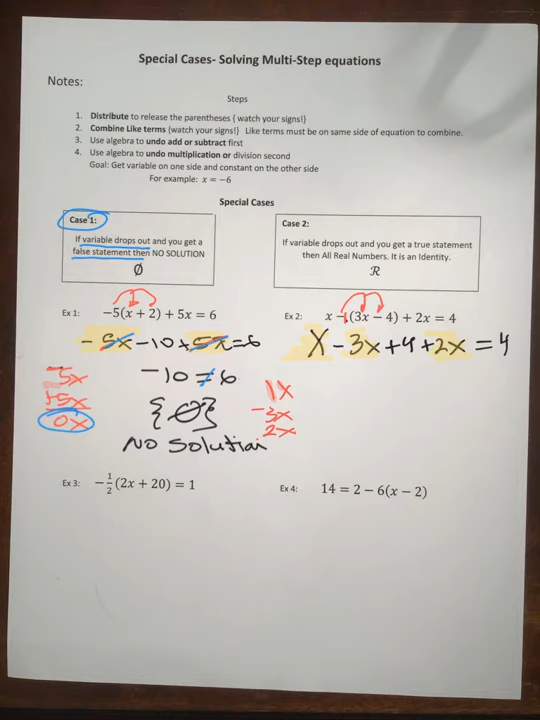 Special Cases- Solving Multi-Step equations
Notes:
Steps
1. Distribute to release the parentheses { watch your signs!}
2. Combine Like terms {watch your signs!} Like terms must be on same side of equation to combine.
3. Use algebra to undo add or subtract first
4. Use algebra to undo multiplication or division second
Goal: Get variable on one side and constant on the other side
For example: x = −6
Special Cases
Case 1:
If variable drops out and you get a
false statement then NO SOLUTION
∅
Case 2:
If variable drops out and you get a true statement
then All Real Numbers. It is an Identity.
ℛ
Ex 1: −5(x + 2) + 5x = 6
- 5x - 10 + 5x = 6
-10 ≠ 6
-5x
+5x
0x
{∅}
No Solution
Ex 2: x − 1(3x − 4) + 2x = 4
X - 3x + 4 + 2x = 4
1x
-3x
2x
Ex 3: −1/2(2x + 20) = 1
Ex 4: 14 = 2 − 6(x − 2)